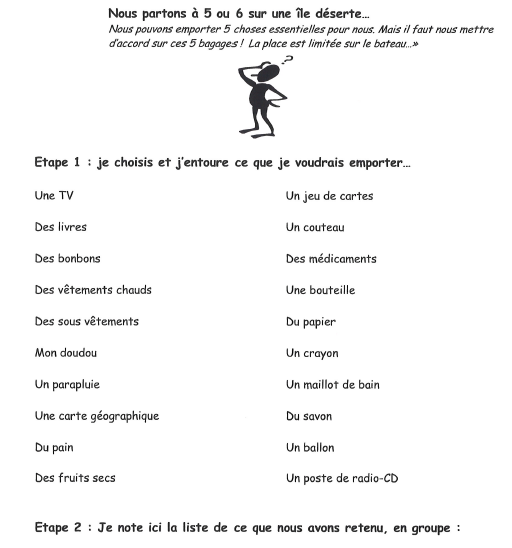 Nous partons à 5 ou 6 sur une île déserte...
Nous pouvons emporter 5 choses essentielles pour nous. Mais il faut nous mettre
d'accord sur ces 5 bagages ! La place est limitée sur le bateau...»
?
Etape 1 : je choisis et j'entoure ce que je voudrais emporter...
Une TV
Des livres
Des bonbons
Des vêtements chauds
Des sous vêtements
Mon doudou
Un parapluie
Une carte géographique
Du pain
Des fruits secs
Un jeu de cartes
Un couteau
Des médicaments
Une bouteille
Du papier
Un crayon
Un maillot de bain
Du savon
Un ballon
Un poste de radio-CD
Etape 2 : Je note ici la liste de ce que nous avons retenu, en groupe :